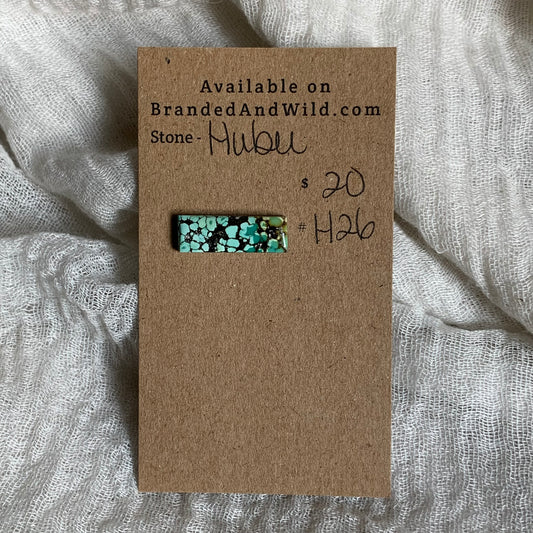 Available on
BrandedAndWild.com
Stone - Hubei
$ 20
# H26